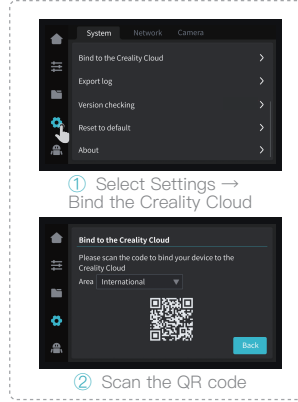 System Network Camera
Bind to the Creality Cloud
Export log
Version checking
Reset to default
About
① Select Settings →
Bind the Creality Cloud
Bind to the Creality Cloud
Please scan the code to bind your device to the
Creality Cloud
Area International
Back
② Scan the QR code